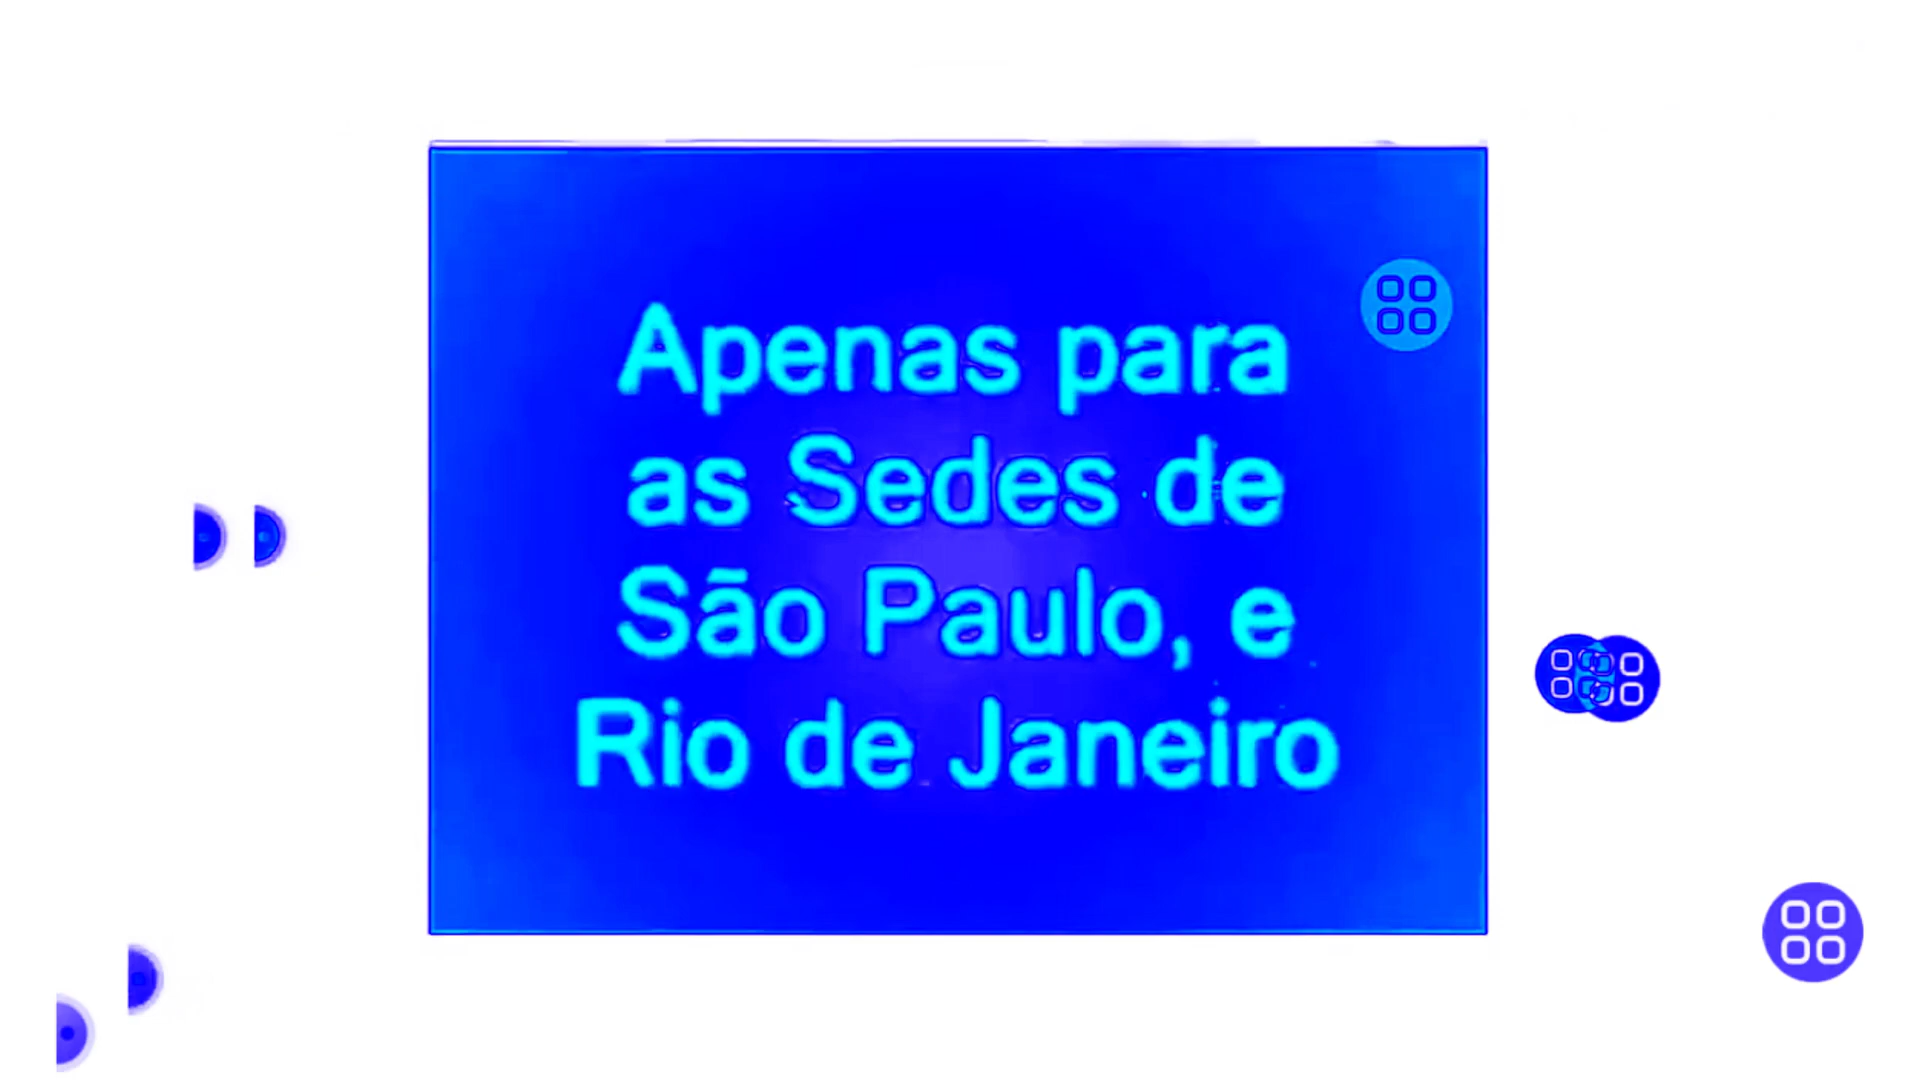 Apenas para
as Sedes de
São Paulo, e
Rio de Janeiro